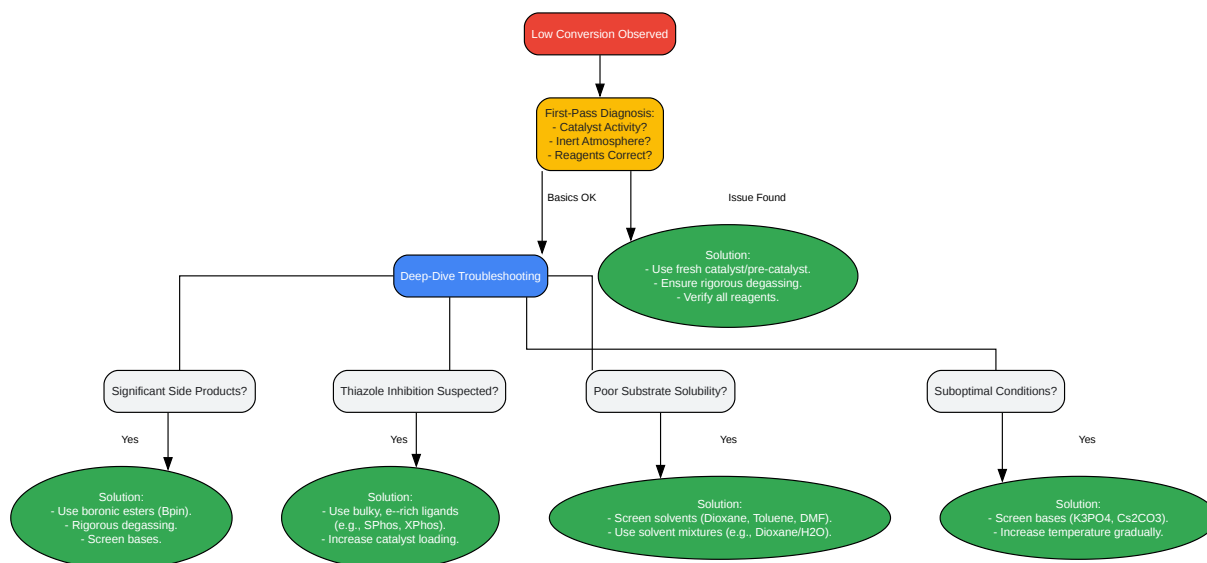 Low Conversion Observed
First-Pass Diagnosis:
- Catalyst Activity?
- Inert Atmosphere?
- Reagents Correct?
Basics OK
Issue Found
Deep-Dive Troubleshooting
Solution:
- Use fresh catalyst/pre-catalyst.
- Ensure rigorous degassing.
- Verify all reagents.
Significant Side Products?
Thiazole Inhibition Suspected?
Poor Substrate Solubility?
Suboptimal Conditions?
Yes
Yes
Yes
Yes
Solution:
- Use boronic esters (Bpin).
- Rigorous degassing.
- Screen bases.
Solution:
- Use bulky, e--rich ligands
(e.g., SPhos, XPhos).
- Increase catalyst loading.
Solution:
- Screen solvents (Dioxane, Toluene, DMF).
- Use solvent mixtures (e.g., Dioxane/H2O).
Solution:
- Screen bases (K3PO4, Cs2CO3).
- Increase temperature gradually.